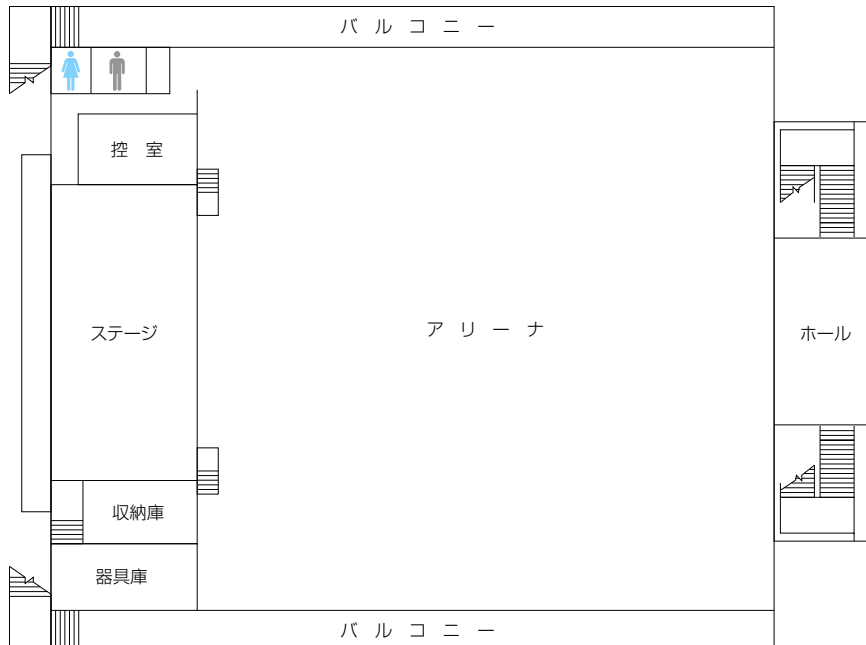 バルコニー
控室
ステージ
アリーナ
ホール
収納庫
器具庫
バルコニー